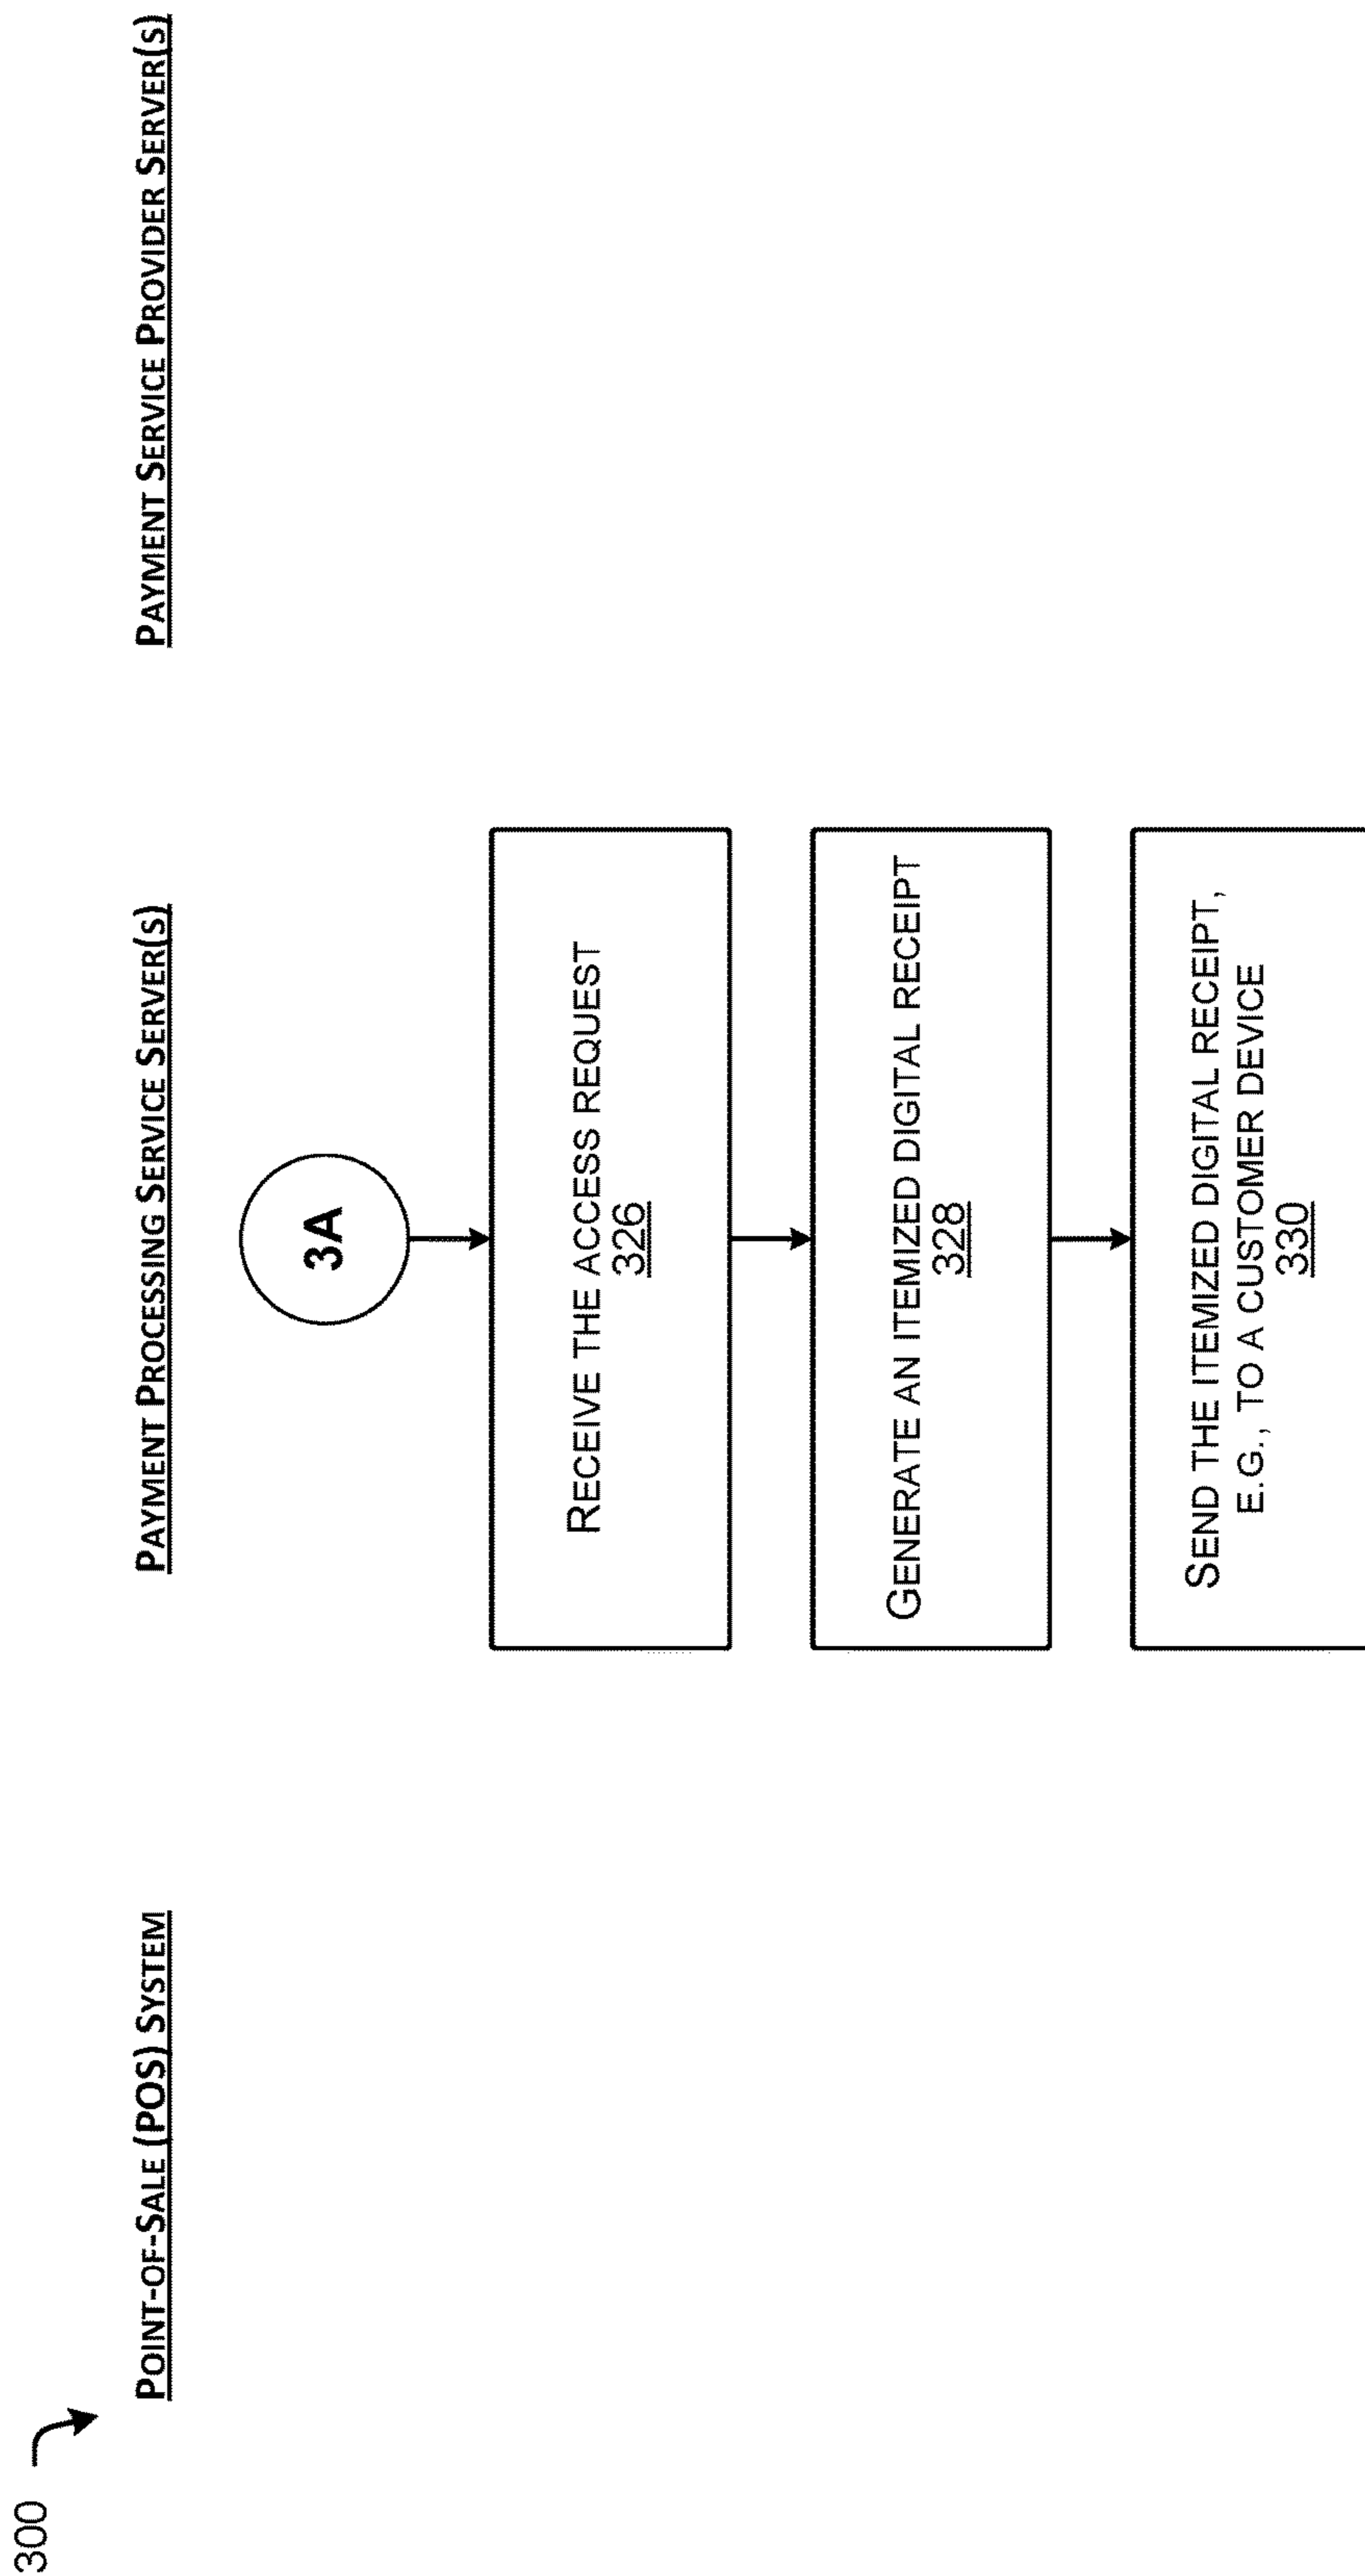 300
POINT-OF-SALE (POS) SYSTEM
PAYMENT PROCESSING SERVICE SERVER(S)
PAYMENT SERVICE PROVIDER SERVER(S)
3A
RECEIVE THE ACCESS REQUEST
326
GENERATE AN ITEMIZED DIGITAL RECEIPT
328
SEND THE ITEMIZED DIGITAL RECEIPT,
E.G., TO A CUSTOMER DEVICE
330